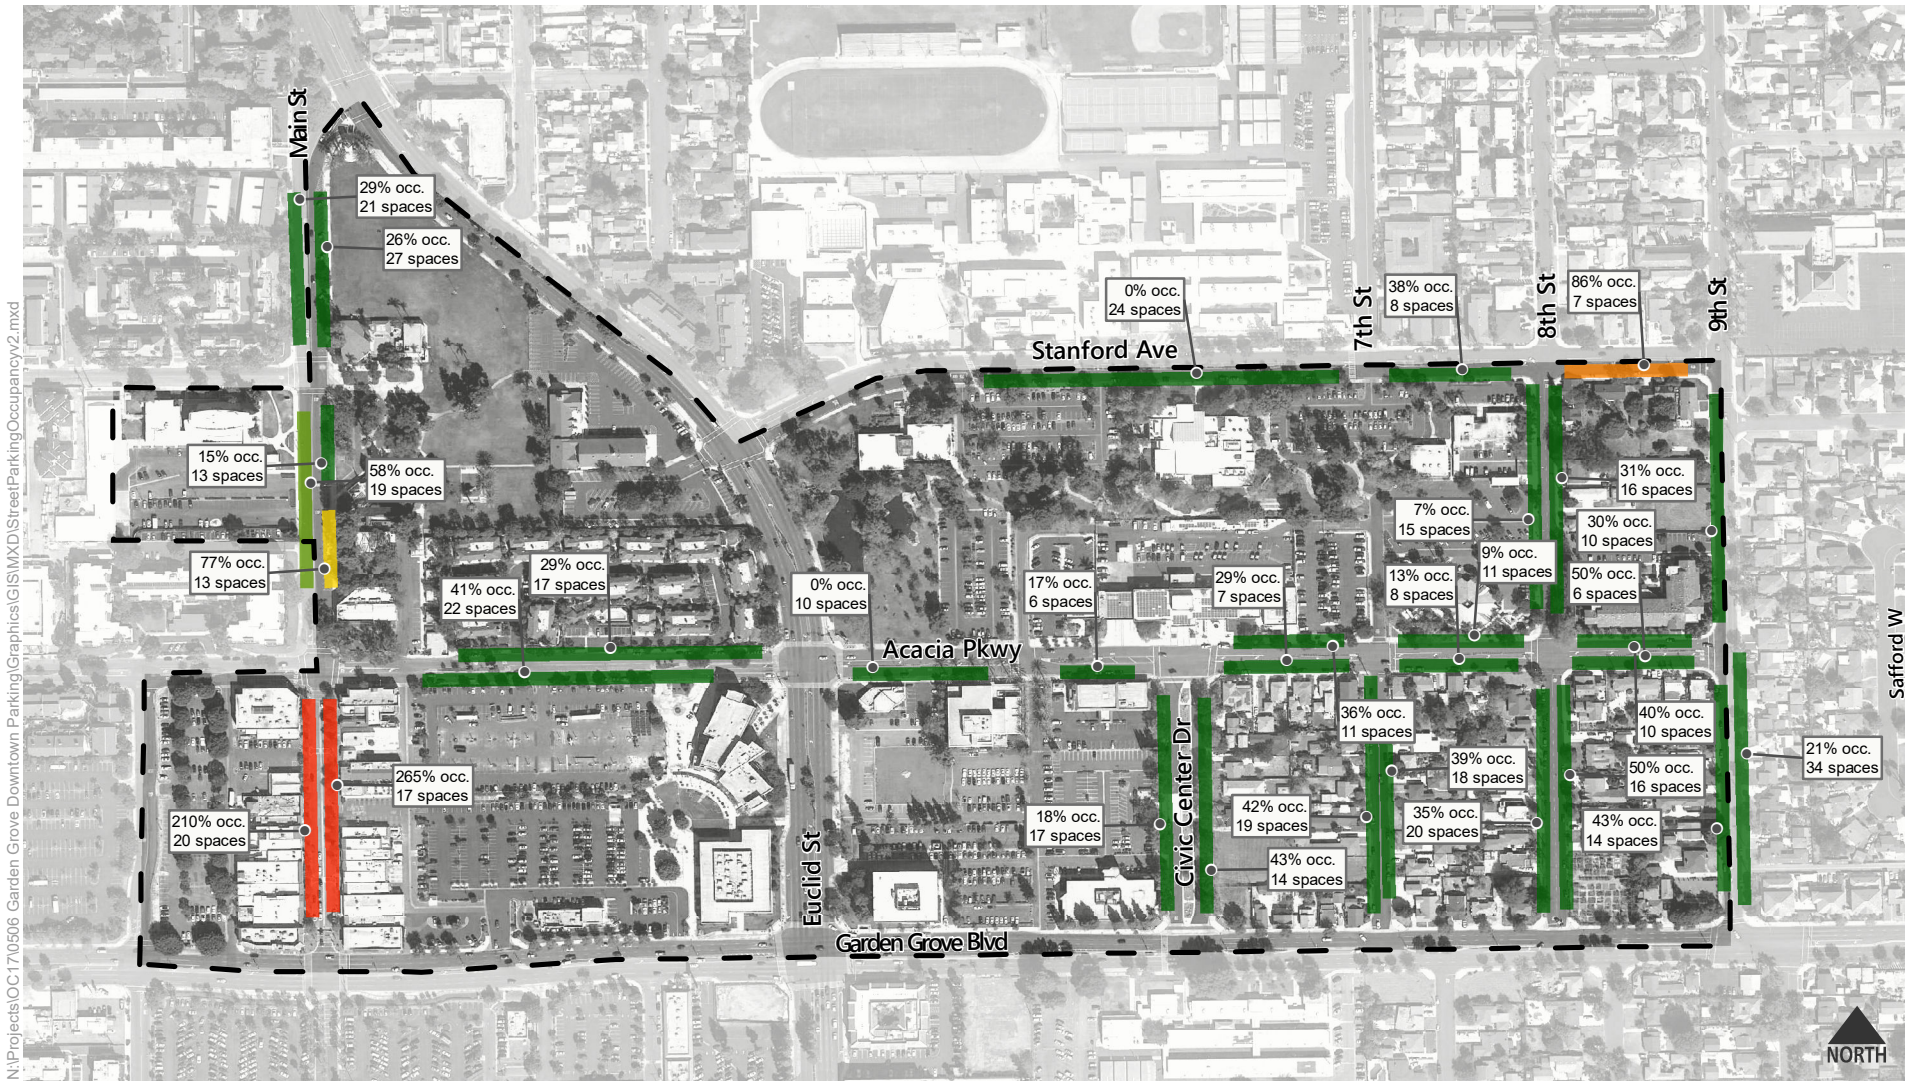 Main St
29% occ.
21 spaces
26% occ.
27 spaces
0% occ.
24 spaces
7th St
38% occ.
8 spaces
8th St
86% occ.
7 spaces
9th St
Stanford Ave
15% occ.
13 spaces
58% occ.
19 spaces
77% occ.
13 spaces
31% occ.
16 spaces
7% occ.
15 spaces
30% occ.
10 spaces
9% occ.
11 spaces
41% occ.
22 spaces
29% occ.
17 spaces
0% occ.
10 spaces
17% occ.
6 spaces
29% occ.
7 spaces
13% occ.
8 spaces
50% occ.
6 spaces
Acacia Pkwy
Safford W
36% occ.
11 spaces
40% occ.
10 spaces
21% occ.
34 spaces
265% occ.
17 spaces
210% occ.
20 spaces
Euclid St
18% occ.
17 spaces
Civic Center Dr
42% occ.
19 spaces
43% occ.
14 spaces
39% occ.
18 spaces
35% occ.
20 spaces
50% occ.
16 spaces
43% occ.
14 spaces
Garden Grove Blvd
NORTH
N:\Projects\OC17\0506 Garden Grove Downtown Parking\Graphics\GIS\MXD\StreetParkingOccupancyv2.mxd